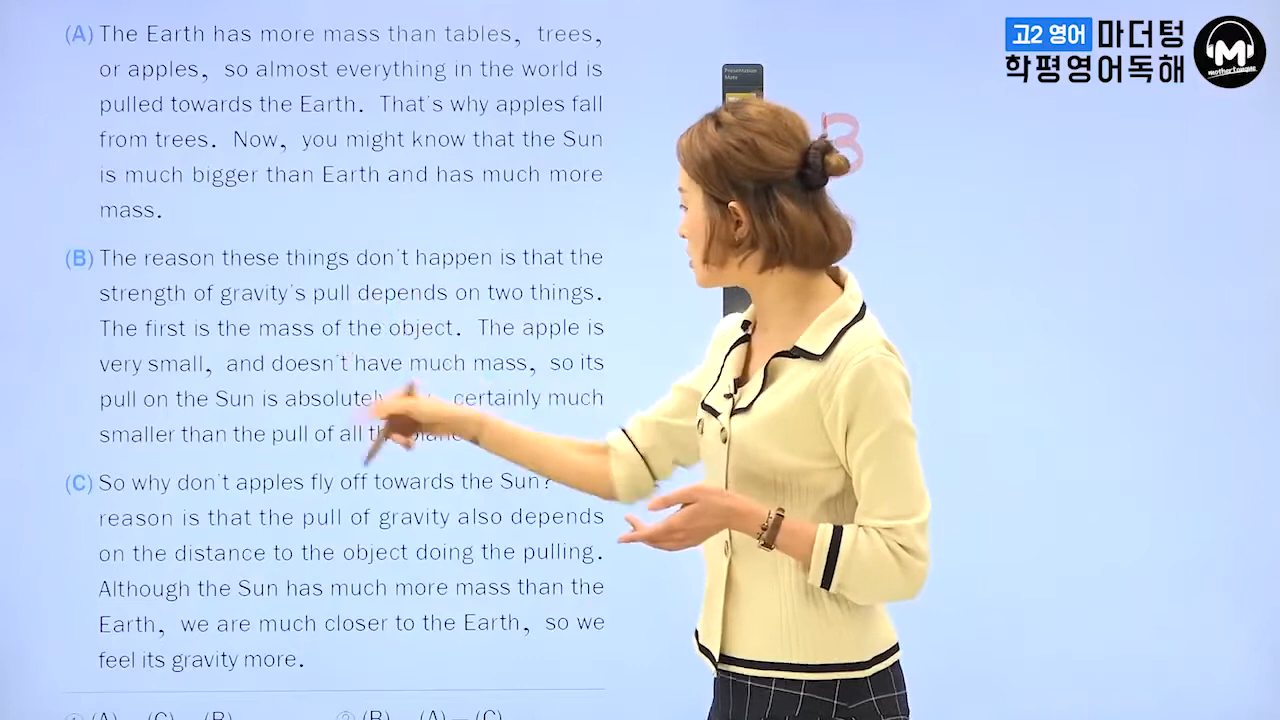 (A) The Earth has more mass than tables, trees,
or apples, so almost everything in the world is
pulled towards the Earth. That's why apples fall
from trees. Now, you might know that the Sun
is much bigger than Earth and has much more
mass.
(B) The reason these things don't happen is that the
strength of gravity's pull depends on two things.
The first is the mass of the object. The apple is
very small, and doesn't have much mass, so its
pull on the Sun is absolutely certainly much
smaller than the pull of all
(C) So why don't apples fly off towards the Sun?
reason is that the pull of gravity also depends
on the distance to the object doing the pulling.
Although the Sun has much more mass than the
Earth, we are much closer to the Earth, so we
feel its gravity more.
① (A) – (C) – (B)
② (B) – (A) – (C)
Presentation
Mate
3
고2 영어 마더텅
학평영어독해
M
mothertongue